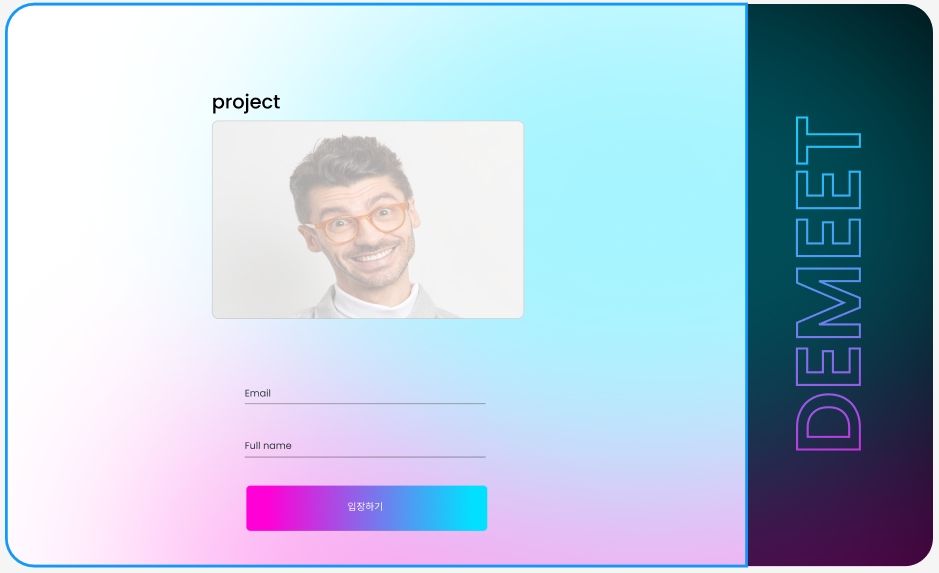 project
Email
Full name
입장하기
DEMEET